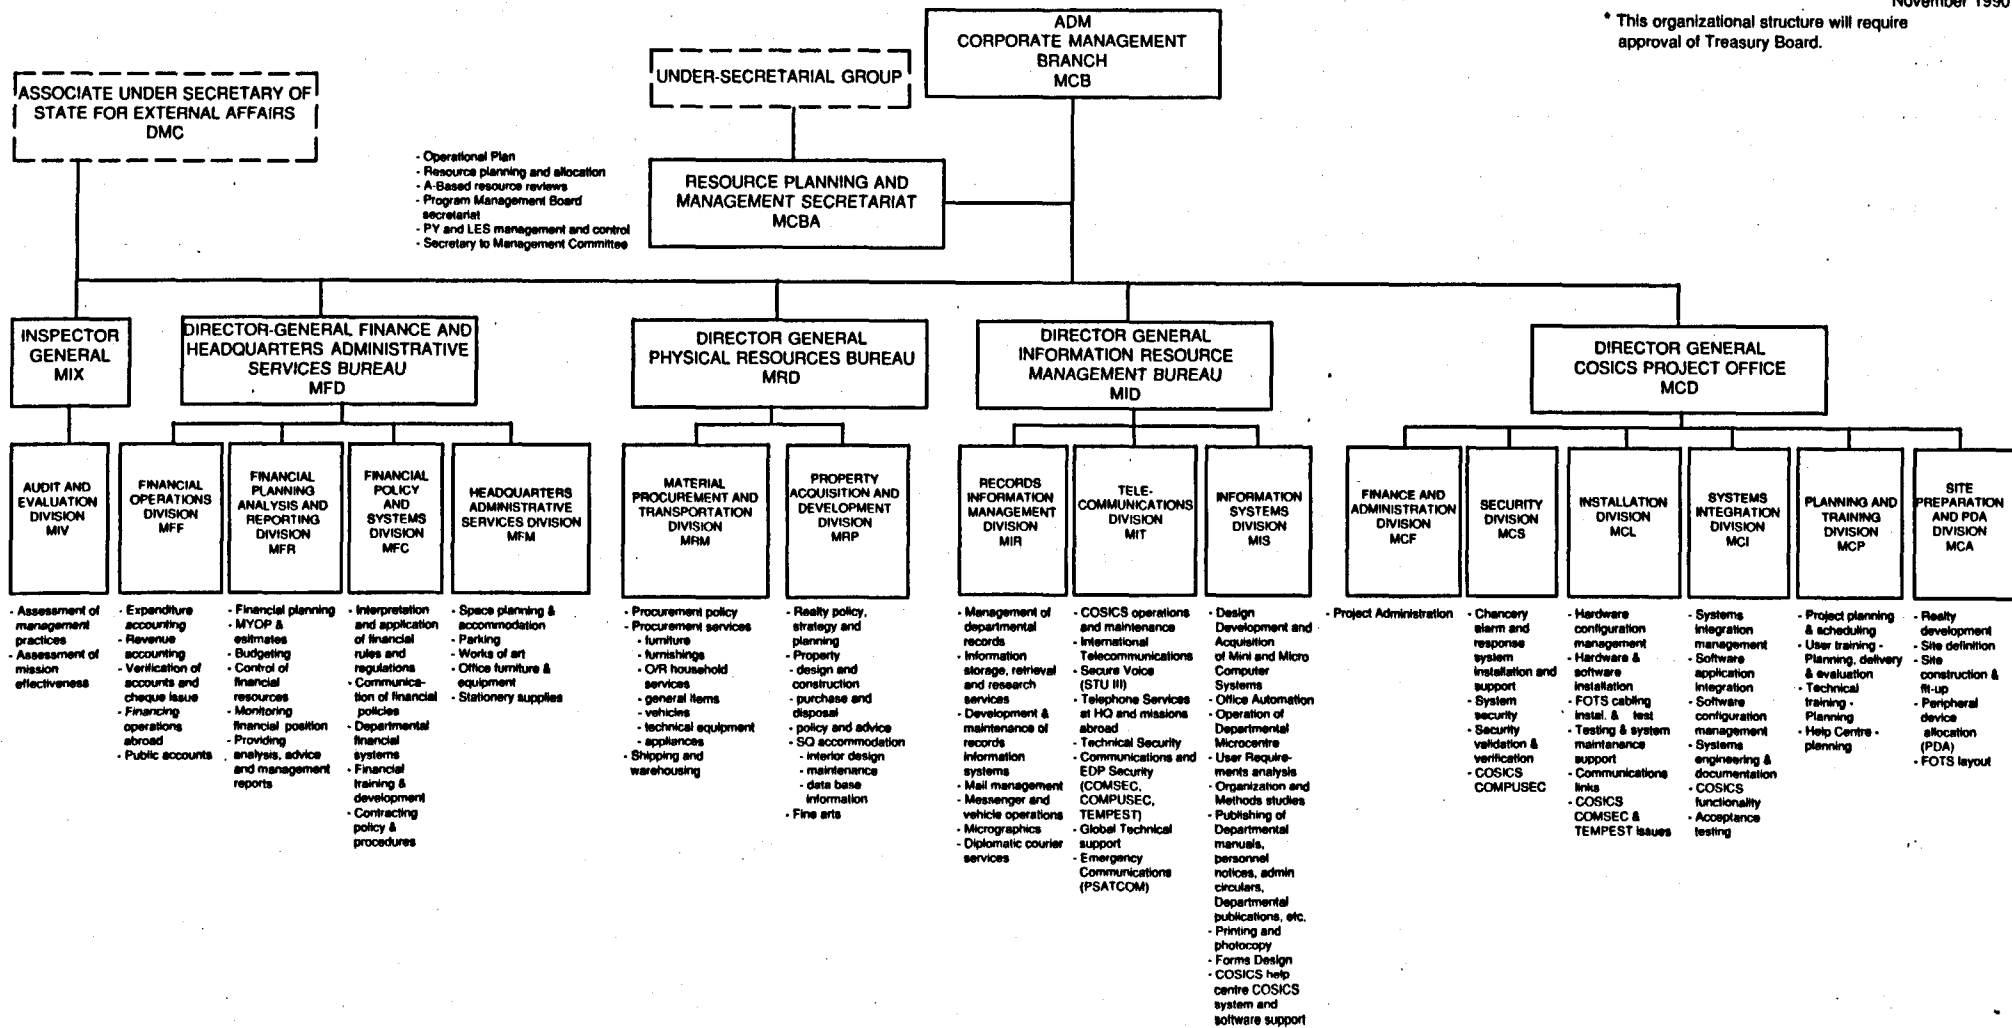 November 1990
* This organizational structure will require
approval of Treasury Board.
ADM
CORPORATE MANAGEMENT
BRANCH
MCB
UNDER-SECRETARIAL GROUP
ASSOCIATE UNDER SECRETARY OF
STATE FOR EXTERNAL AFFAIRS
DMC
- Operational Plan
- Resource planning and allocation
- A-Based resource reviews
- Program Management Board
secretariat
- PY and LES management and control
- Secretary to Management Committee
RESOURCE PLANNING AND
MANAGEMENT SECRETARIAT
MCBA
INSPECTOR
GENERAL
MIX
DIRECTOR-GENERAL FINANCE AND
HEADQUARTERS ADMINISTRATIVE
SERVICES BUREAU
MFD
DIRECTOR GENERAL
PHYSICAL RESOURCES BUREAU
MRD
DIRECTOR GENERAL
INFORMATION RESOURCE
MANAGEMENT BUREAU
MID
DIRECTOR GENERAL
COSICS PROJECT OFFICE
MCD
AUDIT AND
EVALUATION
DIVISION
MIV
- Assessment of
management
practices
- Assessment of
mission
effectiveness
FINANCIAL
OPERATIONS
DIVISION
MFF
- Expenditure
accounting
- Revenue
accounting
- Verification of
accounts and
cheque issue
- Financing
operations
abroad
- Public accounts
FINANCIAL
PLANNING
ANALYSIS AND
REPORTING
DIVISION
MFR
- Financial planning
- MYOP &
esitmates
- Budgeting
- Control of
financial
resources
- Monitoring
financial position
- Providing
analysis, advice
and management
reports
FINANCIAL
POLICY
AND
SYSTEMS
DIVISION
MFC
- Interpretation
and application
of financial
rules and
regulations
- Communica-
tion of financial
policies
- Departmental
financial
systems
- Financial
training &
development
- Contracting
policy &
procedures
HEADQUARTERS
ADMINISTRATIVE
SERVICES DIVISION
MFM
- Space planning &
accommodation
- Parking
- Works of art
- Office furniture &
equipment
- Stationery supplies
MATERIAL
PROCUREMENT AND
TRANSPORTATION
DIVISION
MRM
- Procurement policy
- Procurement services
- furniture
- furnishings
- O/R household
services
- general items
- vehicles
- technical equipment
- appliances
- Shipping and
warehousing
PROPERTY
ACQUISITION AND
DEVELOPMENT
DIVISION
MRP
- Realty policy,
strategy and
planning
- Property
- design and
construction
- purchase and
disposal
- policy and advice
- SQ accommodation
- interior design
- maintenance
- data base
information
- Fine arts
RECORDS
INFORMATION
MANAGEMENT
DIVISION
MIR
- Management of
departmental
records
- Information
storage, retrieval
and research
services
- Development &
maintenance of
records
information
systems
- Mail management
- Messenger and
vehicle operations
- Micrographics
- Diplomatic courier
services
TELE-
COMMUNICATIONS
DIVISION
MIT
- COSICS operations
and maintenance
- International
Telecommunications
- Secure Voice
(STU III)
- Telephone Services
at HQ and missions
abroad
- Technical Security
- Communications and
EDP Security
(COMSEC,
COMPUSEC,
TEMPEST)
- Global Technical
support
- Emergency
Communications
(PSATCOM)
INFORMATION
SYSTEMS
DIVISION
MIS
- Design
Development and
Acquisition
of Mini and Micro
Computer
Systems
- Office Automation
- Operation of
Departmental
Microcentre
- User Require-
ments analysis
- Organization and
Methods studies
- Publishing of
Departmental
manuals,
personnel
notices, admin
circulars,
Departmental
publications, etc.
- Printing and
photocopy
- Forms Design
- COSICS help
centre COSICS
system and
software support
FINANCE AND
ADMINISTRATION
DIVISION
MCF
- Project Administration
SECURITY
DIVISION
MCS
- Chancery
alarm and
response
system
installation and
support
- System
security
- Security
validation &
verification
- COSICS
COMPUSEC
INSTALLATION
DIVISION
MCL
- Hardware
configuration
management
- Hardware &
software
installation
- FOTS cabling
instal. & test
- Testing & system
maintenance
support
- Communications
links
- COSICS
COMSEC &
TEMPEST issues
SYSTEMS
INTEGRATION
DIVISION
MCI
- Systems
integration
management
- Software
application
integration
- Software
configuration
management
- Systems
engineering &
documentation
- COSICS
functionality
- Acceptance
testing
PLANNING AND
TRAINING
DIVISION
MCP
- Project planning
& scheduling
- User training -
Planning, delivery
& evaluation
- Technical
training -
Planning
- Help Centre -
planning
SITE
PREPARATION
AND PDA
DIVISION
MCA
- Realty
development
- Site definition
- Site
construction &
fit-up
- Peripheral
device
allocation
(PDA)
- FOTS layout